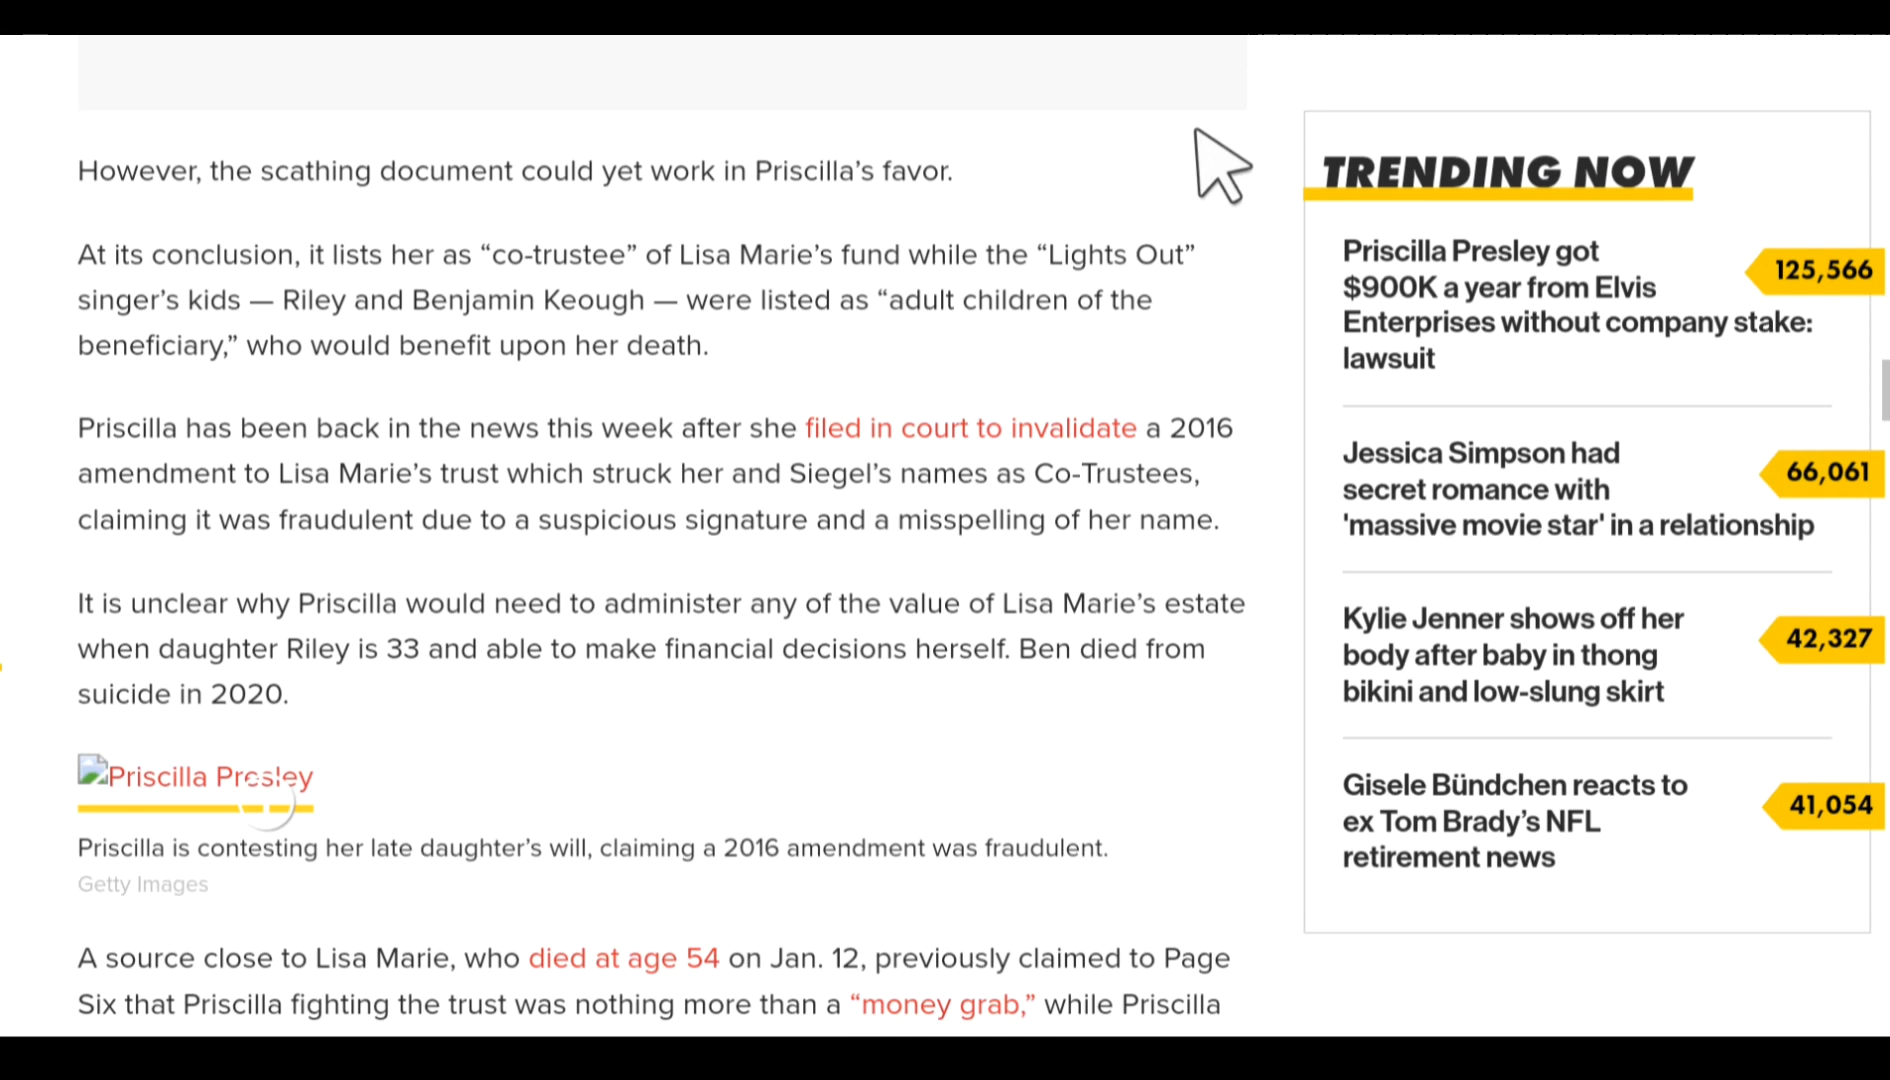 However, the scathing document could yet work in Priscilla’s favor.
At its conclusion, it lists her as “co-trustee” of Lisa Marie’s fund while the “Lights Out”
singer’s kids — Riley and Benjamin Keough — were listed as “adult children of the
beneficiary,” who would benefit upon her death.
Priscilla has been back in the news this week after she filed in court to invalidate a 2016
amendment to Lisa Marie’s trust which struck her and Siegel’s names as Co-Trustees,
claiming it was fraudulent due to a suspicious signature and a misspelling of her name.
It is unclear why Priscilla would need to administer any of the value of Lisa Marie’s estate
when daughter Riley is 33 and able to make financial decisions herself. Ben died from
suicide in 2020.
Priscilla Presley
Priscilla is contesting her late daughter’s will, claiming a 2016 amendment was fraudulent.
Getty Images
A source close to Lisa Marie, who died at age 54 on Jan. 12, previously claimed to Page
Six that Priscilla fighting the trust was nothing more than a “money grab,” while Priscilla
TRENDING NOW
Priscilla Presley got
$900K a year from Elvis
Enterprises without company stake:
lawsuit
125,566
Jessica Simpson had
secret romance with
'massive movie star' in a relationship
66,061
Kylie Jenner shows off her
body after baby in thong
bikini and low-slung skirt
42,327
Gisele Bündchen reacts to
ex Tom Brady’s NFL
retirement news
41,054